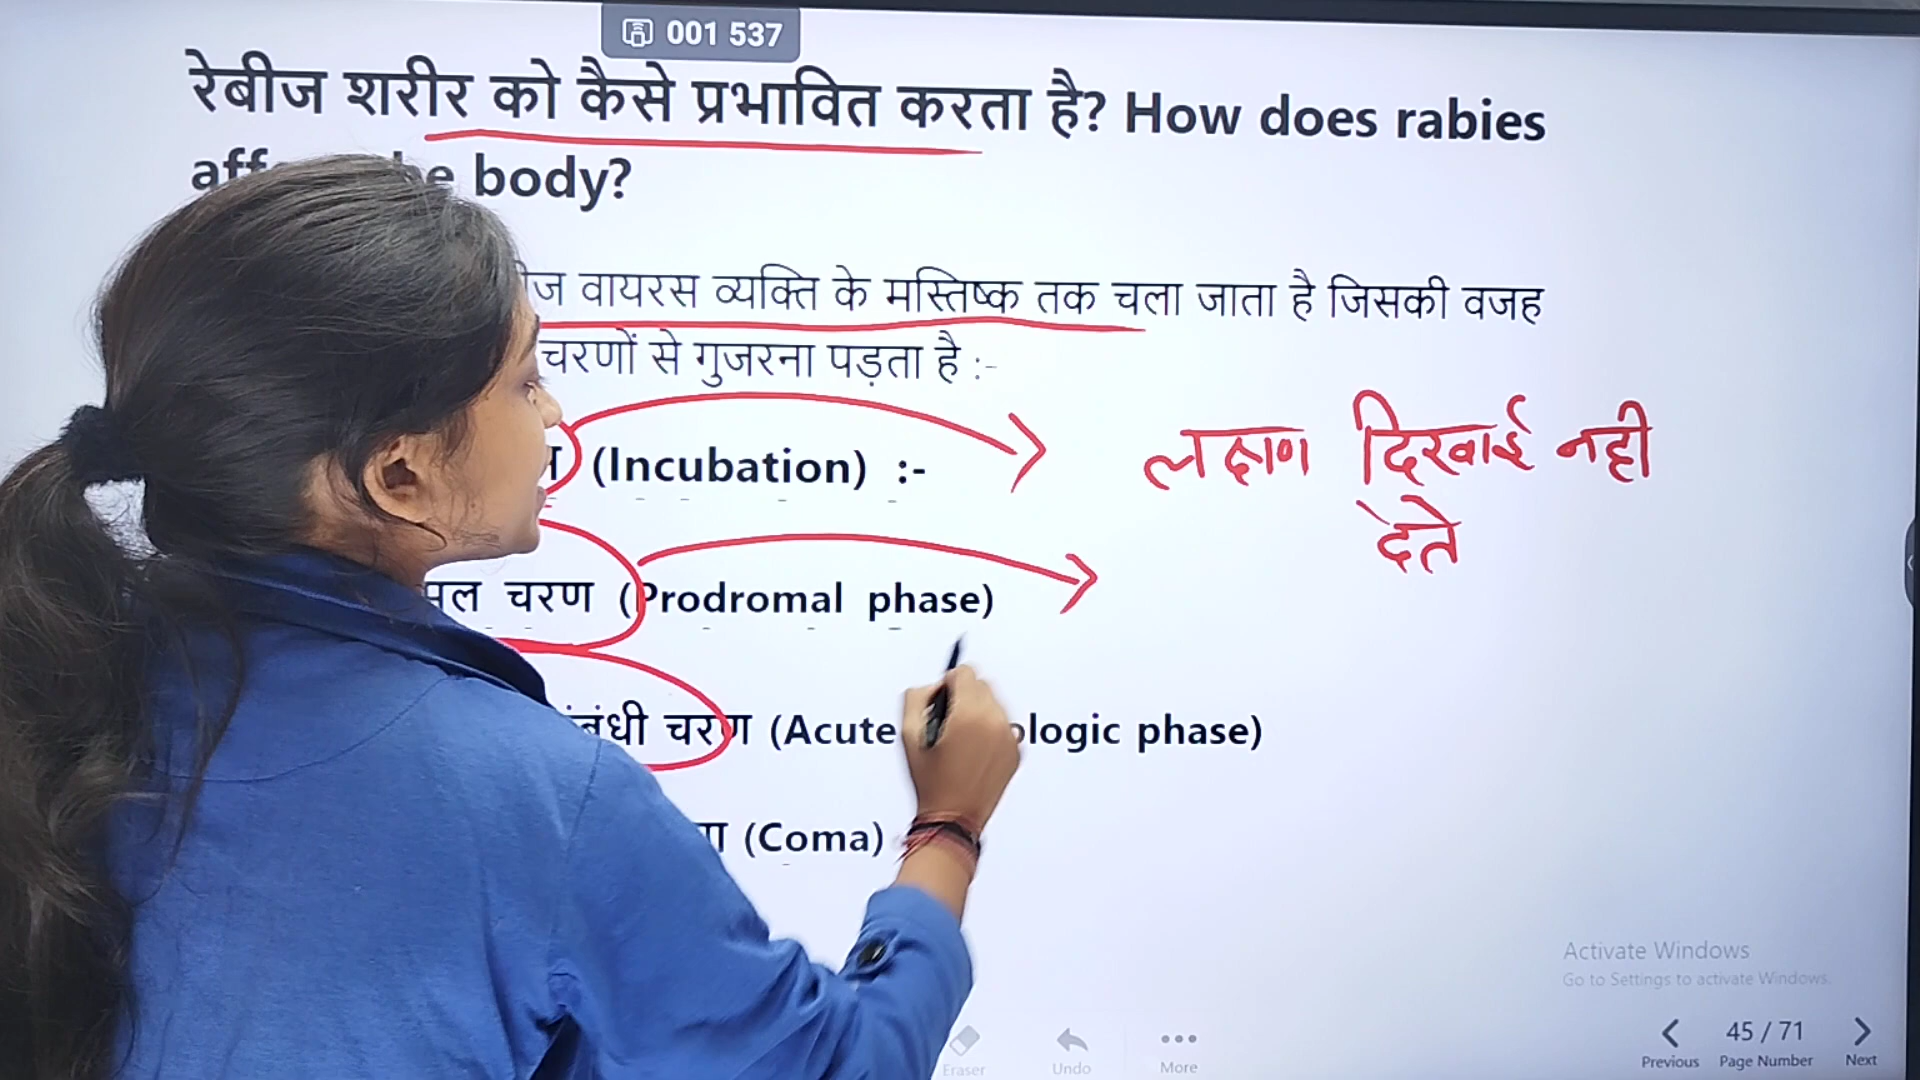 001 537
रेबीज शरीर को कैसे प्रभावित करता है? How does rabies
body?
वायरस व्यक्ति के मस्तिष्क तक चला जाता है जिसकी वजह
चरणों से गुजरना पड़ता है :-
(Incubation) :-
लक्षण दिखाई नही
देते
चरण (Prodromal phase)
चरण (Acute phase)
(Coma)
Activate Windows
Go to Settings to activate Windows.
Eraser Undo More
Previous 45 / 71 Page Number Next